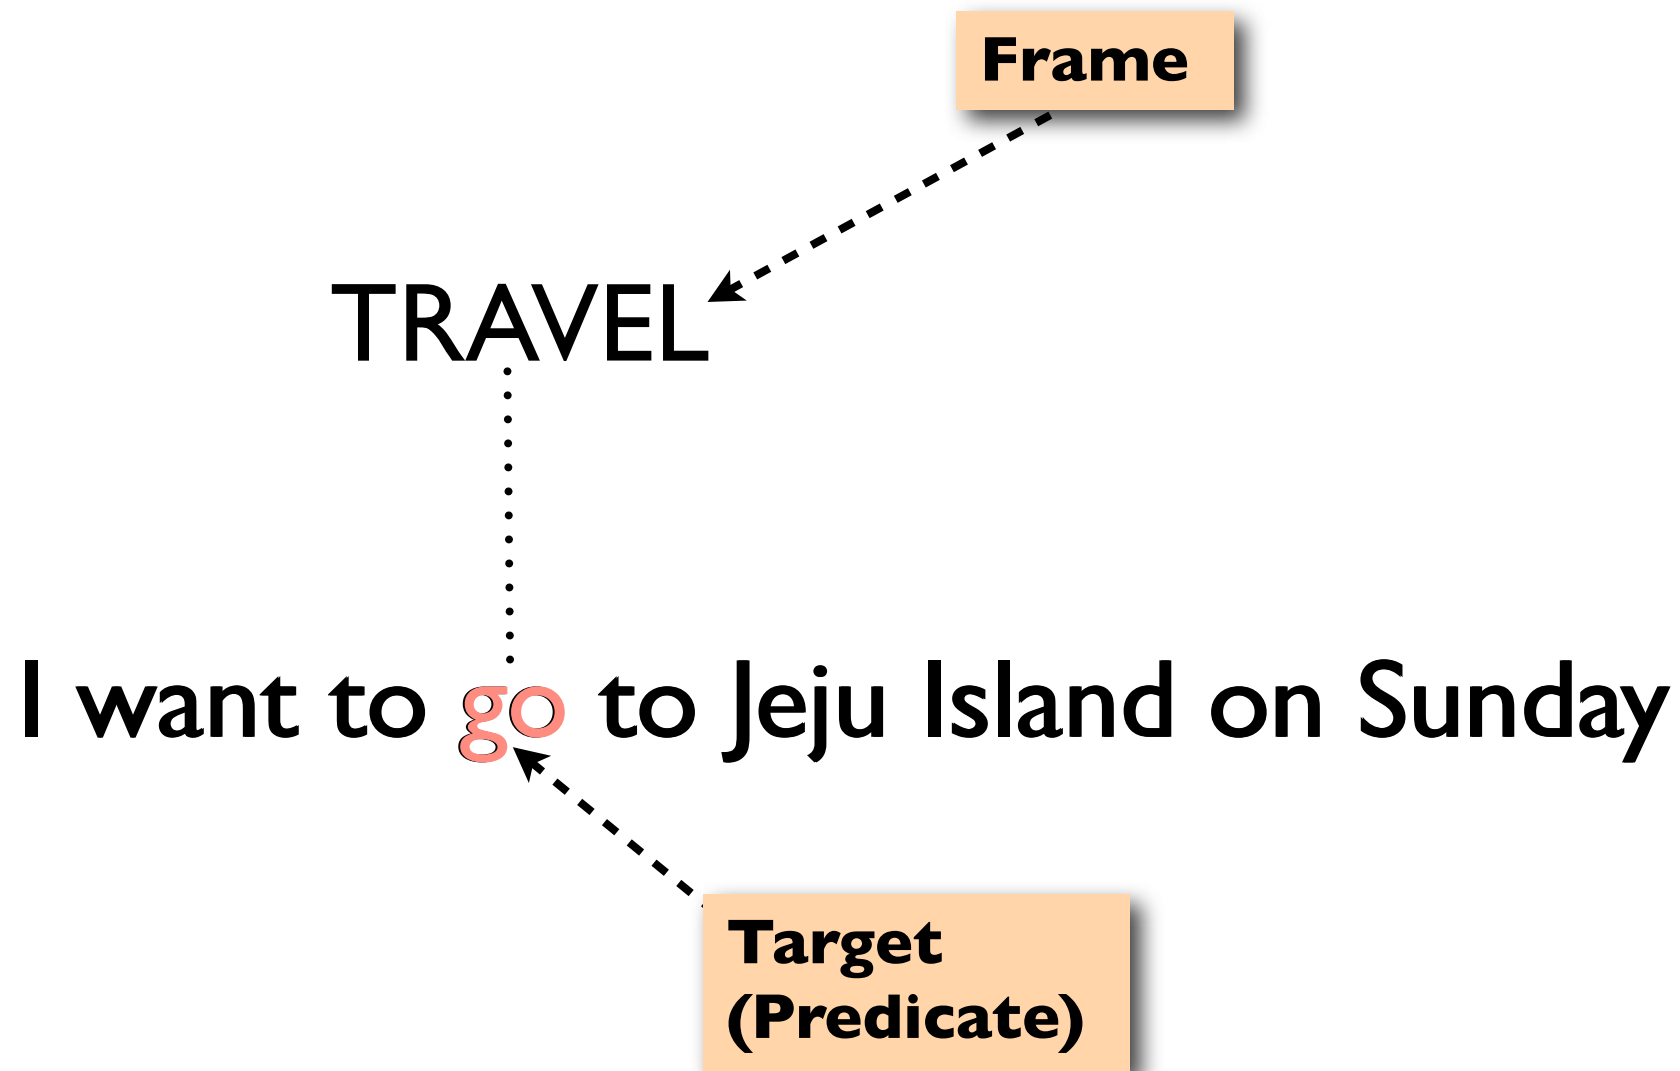 Frame
TRAVEL
I want to go to Jeju Island on Sunday
Target
(Predicate)